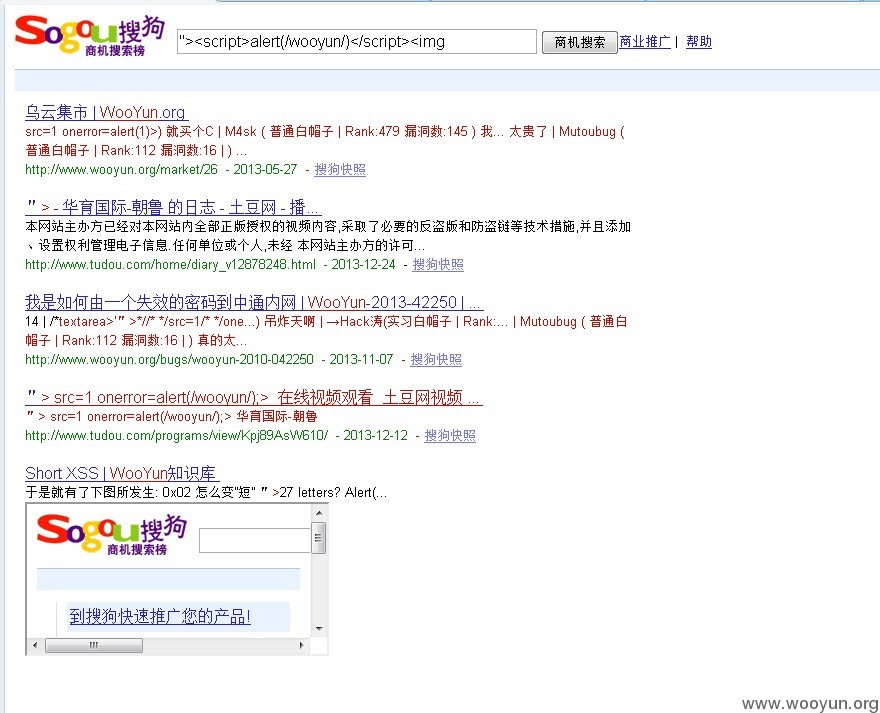 Sogou搜狗
商机搜索榜
"><script>alert(/wooyun/)</script><img
商机搜索
商业推广 | 帮助
乌云集市 | WooYun.org
src=1 onerror=alert(1)>) 就买个C | M4sk ( 普通白帽子 | Rank:479 漏洞数:145 ) 我... 太贵了 | Mutoubug (
普通白帽子 | Rank:112 漏洞数:16 | ) ...
http://www.wooyun.org/market/26 - 2013-05-27 - 搜狗快照
＂ > - 华育国际-朝鲁 的日志 - 土豆网 - 播...
本网站主办方已经对本网站内全部正版授权的视频内容,采取了必要的反盗版和防盗链等技术措施,并且添加
、设置权利管理电子信息.任何单位或个人,未经 本网站主办方的许可...
http://www.tudou.com/home/diary_v12878248.html - 2013-12-24 - 搜狗快照
我是如何由一个失效的密码到中通内网 | WooYun-2013-42250 | ...
14 | /*textarea>'＂ >*//* */src=1/* */one...) 吊炸天啊 | →Hack涛(实习白帽子 | Rank:... | Mutoubug ( 普通白
帽子 | Rank:112 漏洞数:16 | ) 真的太...
http://www.wooyun.org/bugs/wooyun-2010-042250 - 2013-11-07 - 搜狗快照
＂ > src=1 onerror=alert(/wooyun/);> 在线视频观看 土豆网视频 ...
＂ > src=1 onerror=alert(/wooyun/);> 华育国际-朝鲁
http://www.tudou.com/programs/view/Kpj89AsW610/ - 2013-12-12 - 搜狗快照
Short XSS | WooYun知识库
于是就有了下图所发生: 0x02 怎么变"短" ＂ >27 letters? Alert(...
Sogou搜狗
商机搜索榜
到搜狗快速推广您的产品!
www.wooyun.org